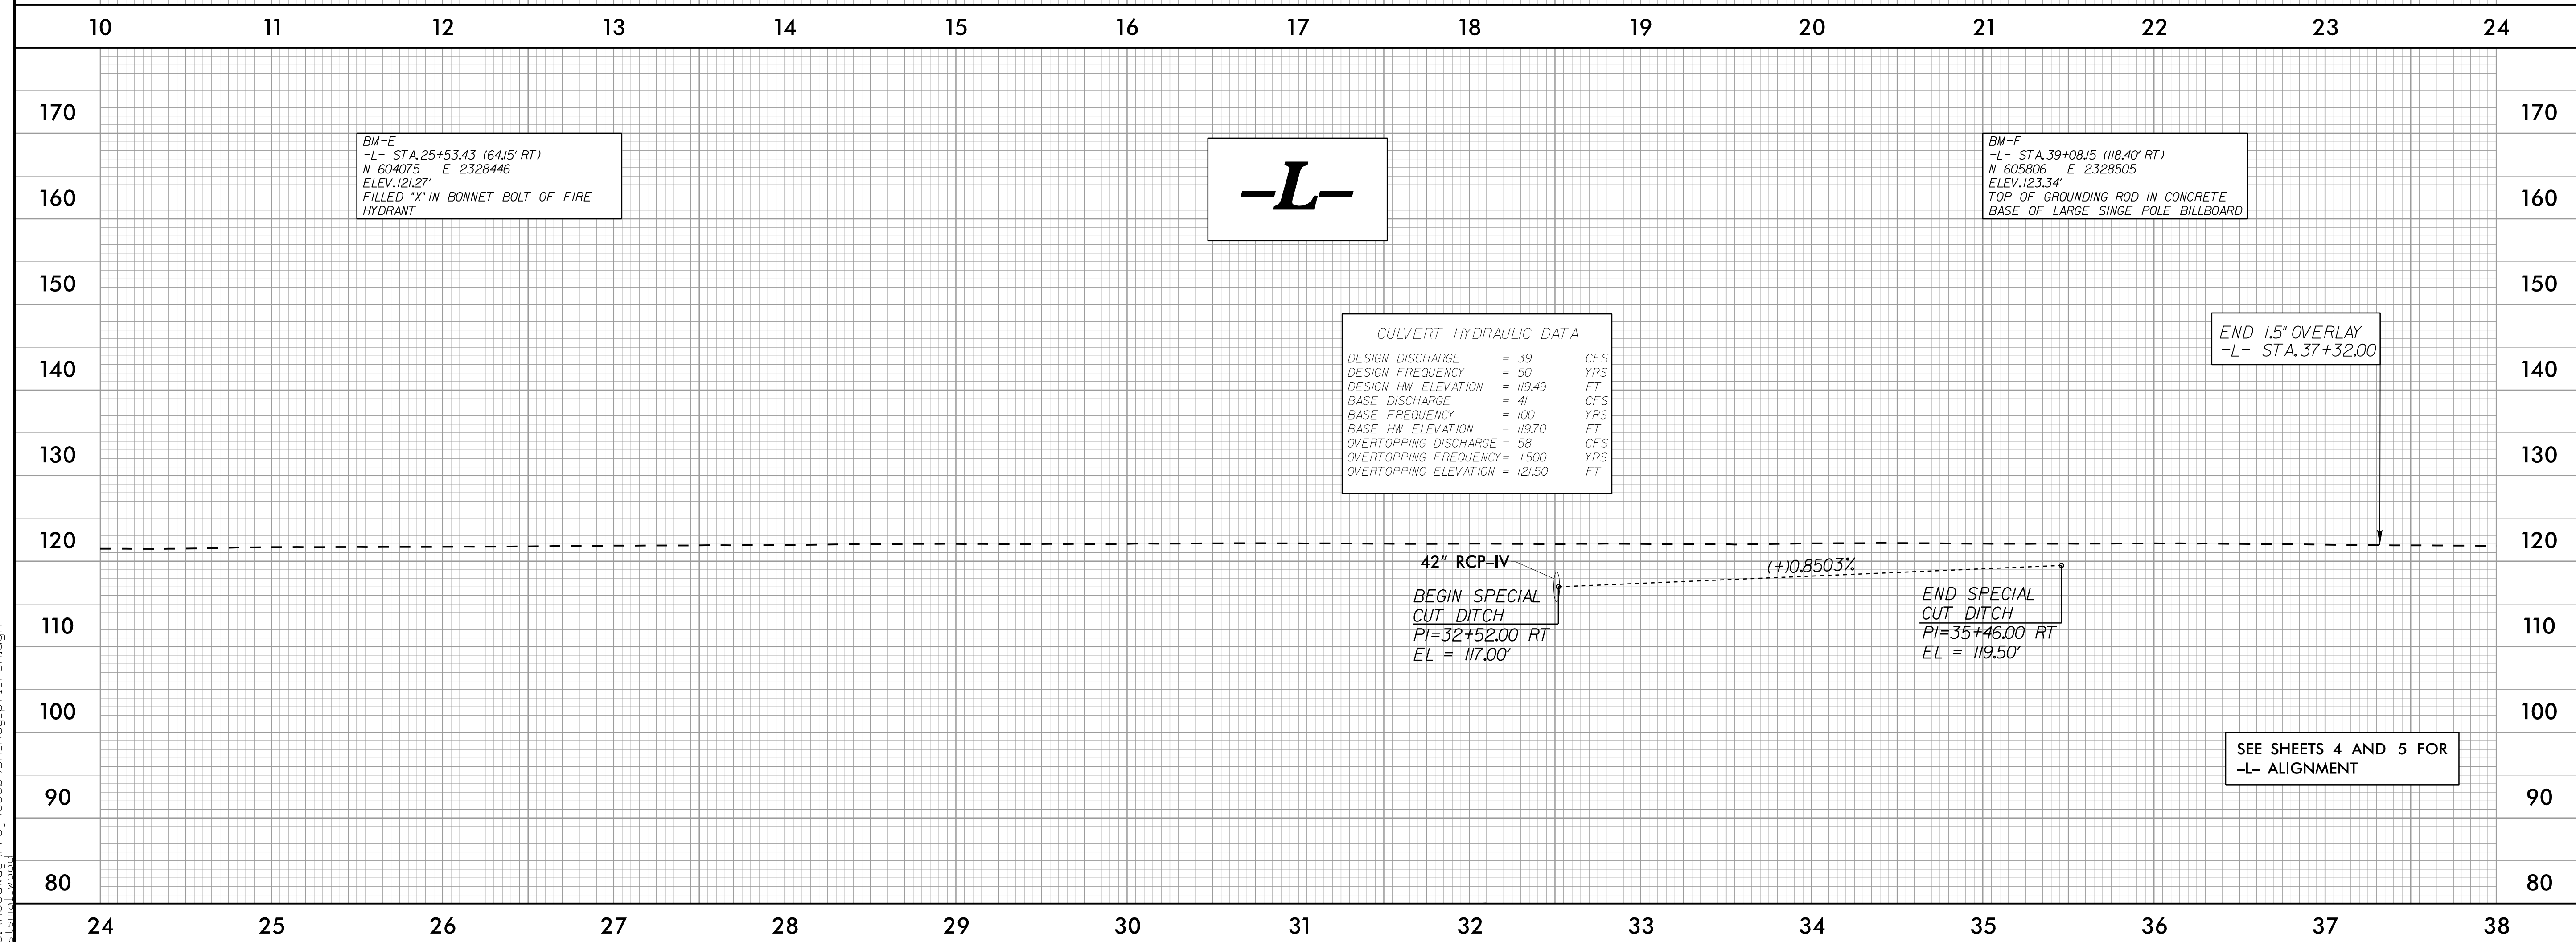 10 11 12 13 14 15 16 17 18 19 20 21 22 23 24
170 170
BM-E
-L- STA.25+53.43 (64.15' RT)
N 604075 E 2328446
ELEV.121.27'
FILLED "X" IN BONNET BOLT OF FIRE
HYDRANT
-L-
BM-F
-L- STA.39+08.15 (118.40' RT)
N 605806 E 2328505
ELEV.123.34'
TOP OF GROUNDING ROD IN CONCRETE
BASE OF LARGE SINGE POLE BILLBOARD
160 160
150 150
CULVERT HYDRAULIC DATA
DESIGN DISCHARGE = 39 CFS
DESIGN FREQUENCY = 50 YRS
DESIGN HW ELEVATION = 119.49 FT
BASE DISCHARGE = 41 CFS
BASE FREQUENCY = 100 YRS
BASE HW ELEVATION = 119.70 FT
OVERTOPPING DISCHARGE = 58 CFS
OVERTOPPING FREQUENCY = +500 YRS
OVERTOPPING ELEVATION = 121.50 FT
END 1.5" OVERLAY
-L- STA.37+32.00
140 140
130 130
120 120
42" RCP-IV
(+)0.8503%
BEGIN SPECIAL
CUT DITCH
PI=32+52.00 RT
EL = 117.00'
END SPECIAL
CUT DITCH
PI=35+46.00 RT
EL = 119.50'
110 110
100 100
SEE SHEETS 4 AND 5 FOR
-L- ALIGNMENT
90 90
80 80
24 25 26 27 28 29 30 31 32 33 34 35 36 37 38
stsmallwood